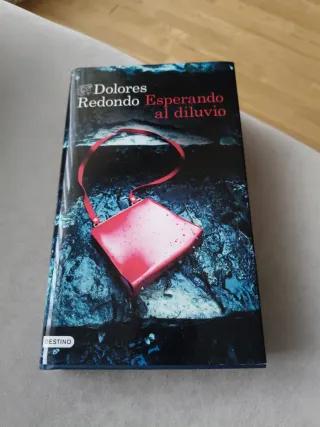 Dolores
Redondo
Esperando
al diluvio
DESTINO